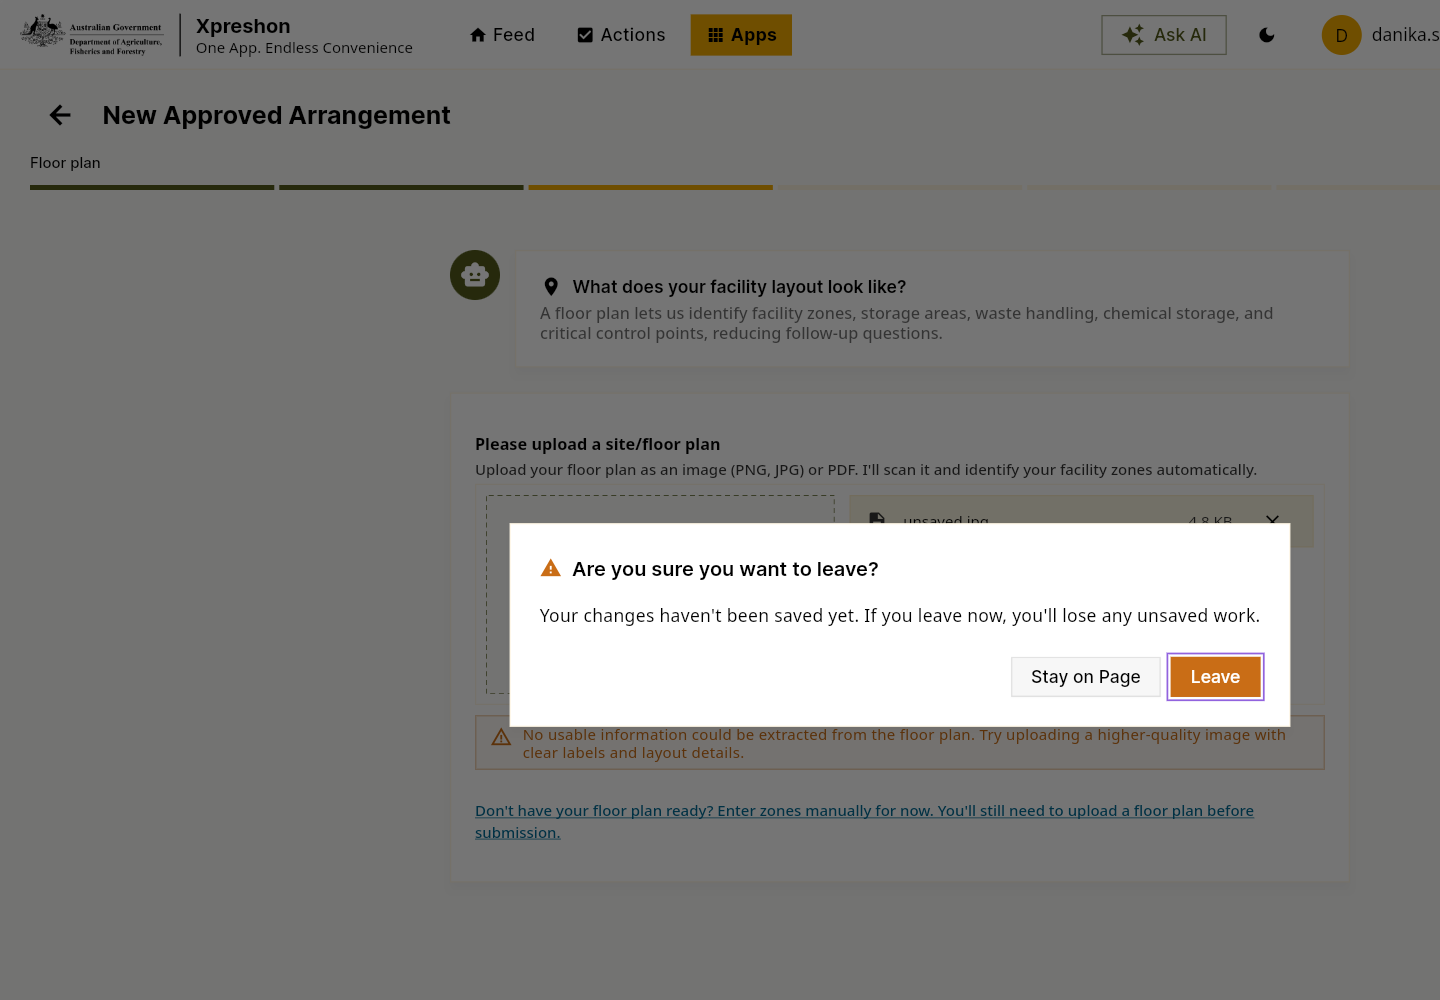 Australian Government
Department of Agriculture,
Fisheries and Forestry
Xpreshon
One App. Endless Convenience
Feed
Actions
Apps
Ask AI
D
danika.s
New Approved Arrangement
Floor plan
What does your facility layout look like?
A floor plan lets us identify facility zones, storage areas, waste handling, chemical storage, and
critical control points, reducing follow-up questions.
Please upload a site/floor plan
Upload your floor plan as an image (PNG, JPG) or PDF. I'll scan it and identify your facility zones automatically.
unsaved.jpg
4.8 KB
Are you sure you want to leave?
Your changes haven't been saved yet. If you leave now, you'll lose any unsaved work.
Stay on Page
Leave
No usable information could be extracted from the floor plan. Try uploading a higher-quality image with
clear labels and layout details.
Don't have your floor plan ready? Enter zones manually for now. You'll still need to upload a floor plan before
submission.